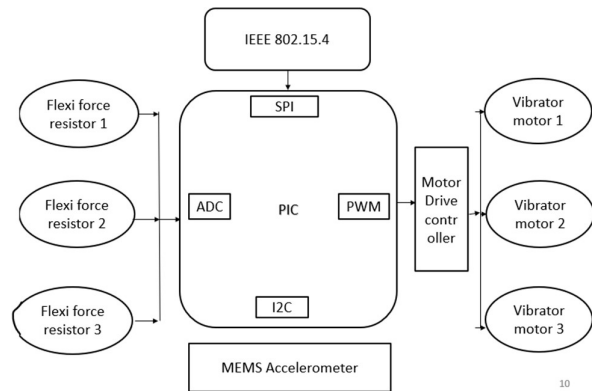 IEEE 802.15.4
SPI
Flexi force
resistor 1
Vibrator
motor 1
Flexi force
resistor 2
ADC
PIC
PWM
Motor
Drive
contr
oller
Vibrator
motor 2
Flexi force
resistor 3
I2C
Vibrator
motor 3
MEMS Accelerometer
10